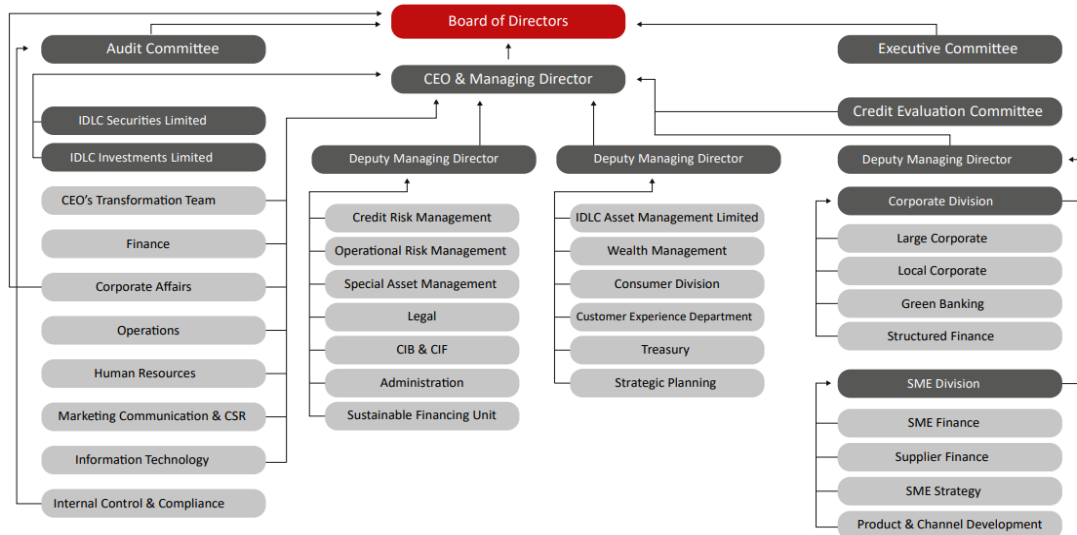 Board of Directors
Audit Committee
Executive Committee
CEO & Managing Director
IDLC Securities Limited
Credit Evaluation Committee
IDLC Investments Limited
Deputy Managing Director
Deputy Managing Director
Deputy Managing Director
CEO's Transformation Team
Finance
Corporate Affairs
Operations
Human Resources
Marketing Communication & CSR
Information Technology
Internal Control & Compliance
Credit Risk Management
Operational Risk Management
Special Asset Management
Legal
CIB & CIF
Administration
Sustainable Financing Unit
IDLC Asset Management Limited
Wealth Management
Consumer Division
Customer Experience Department
Treasury
Strategic Planning
Corporate Division
Large Corporate
Local Corporate
Green Banking
Structured Finance
SME Division
SME Finance
Supplier Finance
SME Strategy
Product & Channel Development